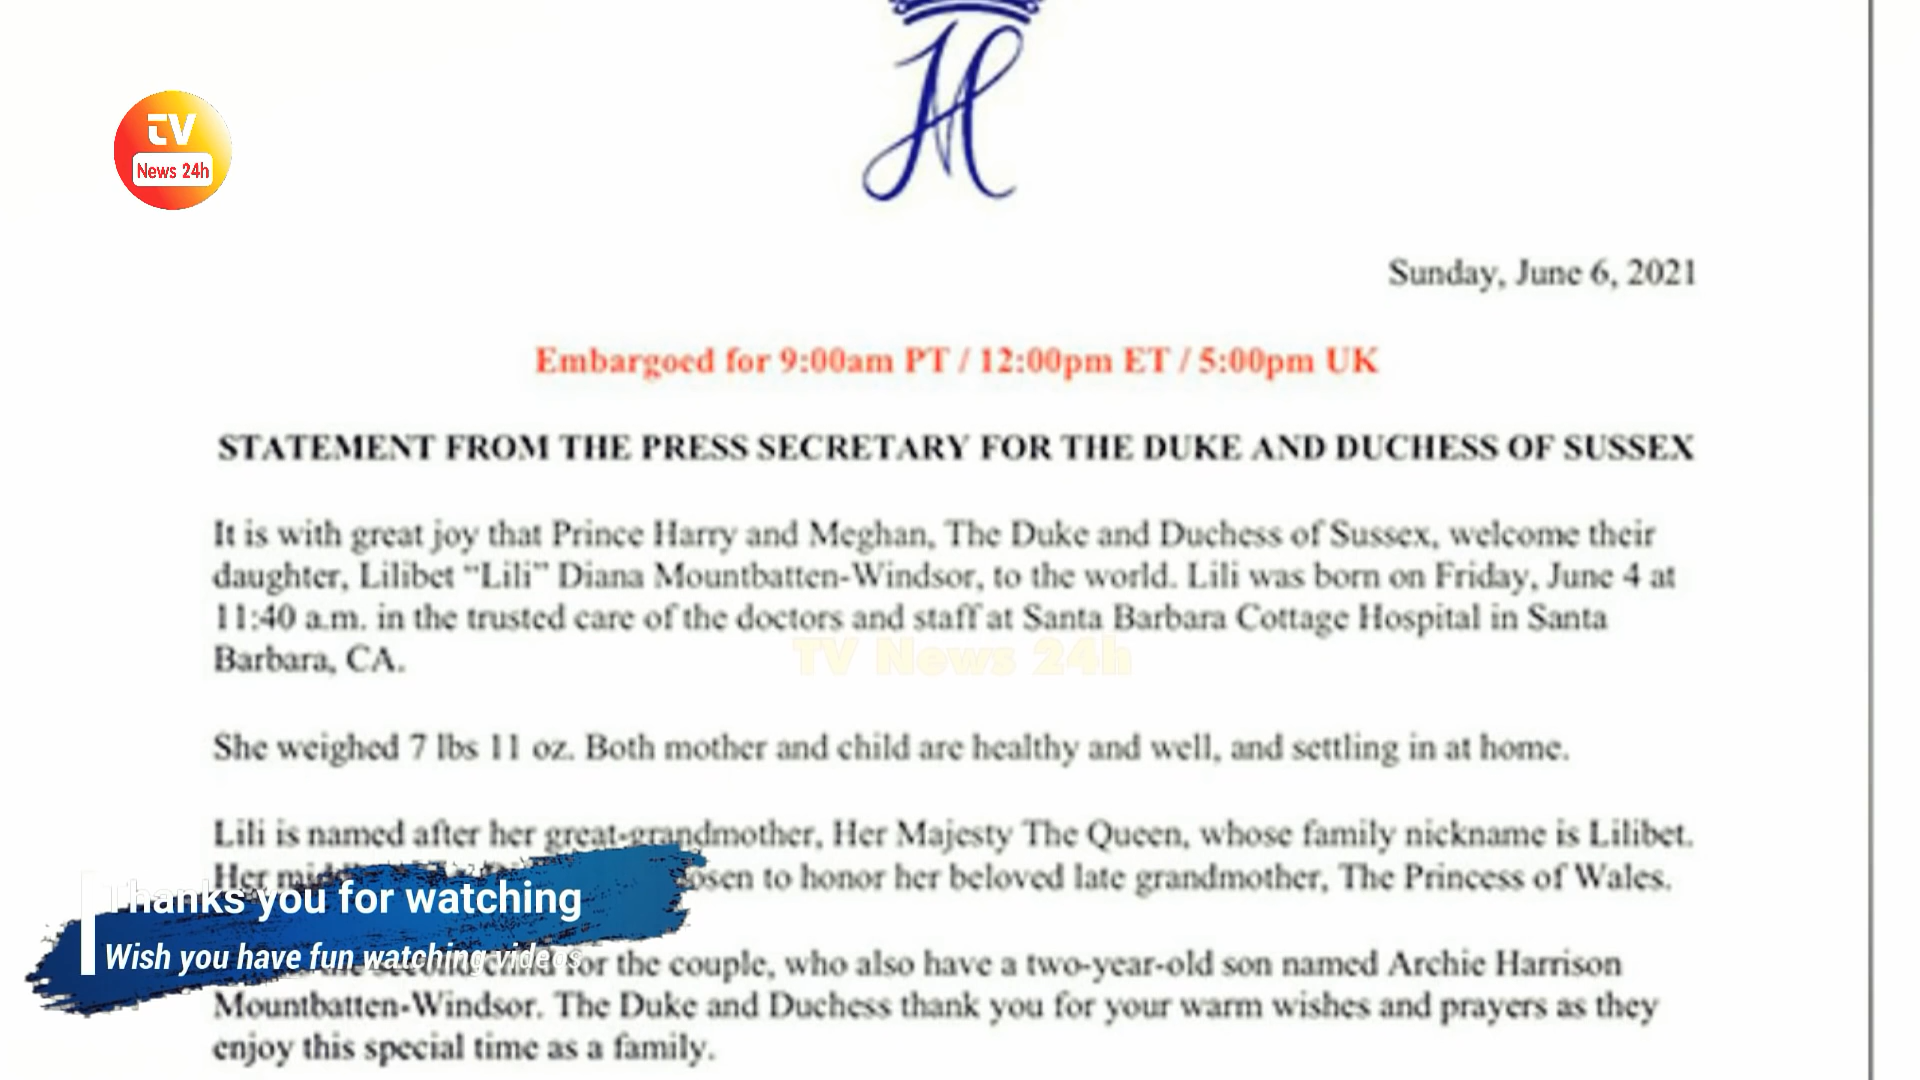 TV
News 24h
Sunday, June 6, 2021
Embargoed for 9:00am PT / 12:00pm ET / 5:00pm UK
STATEMENT FROM THE PRESS SECRETARY FOR THE DUKE AND DUCHESS OF SUSSEX
It is with great joy that Prince Harry and Meghan, The Duke and Duchess of Sussex, welcome their
daughter, Lilibet “Lili” Diana Mountbatten-Windsor, to the world. Lili was born on Friday, June 4 at
11:40 a.m. in the trusted care of the doctors and staff at Santa Barbara Cottage Hospital in Santa
Barbara, CA.
TV News 24h
She weighed 7 lbs 11 oz. Both mother and child are healthy and well, and settling in at home.
Lili is named after her great-grandmother, Her Majesty The Queen, whose family nickname is Lilibet.
Her to honor her beloved late grandmother, The Princess of Wales.
Thanks you for watching
Wish you have fun watching videos
for the couple, who also have a two-year-old son named Archie Harrison
Mountbatten-Windsor. The Duke and Duchess thank you for your warm wishes and prayers as they
enjoy this special time as a family.